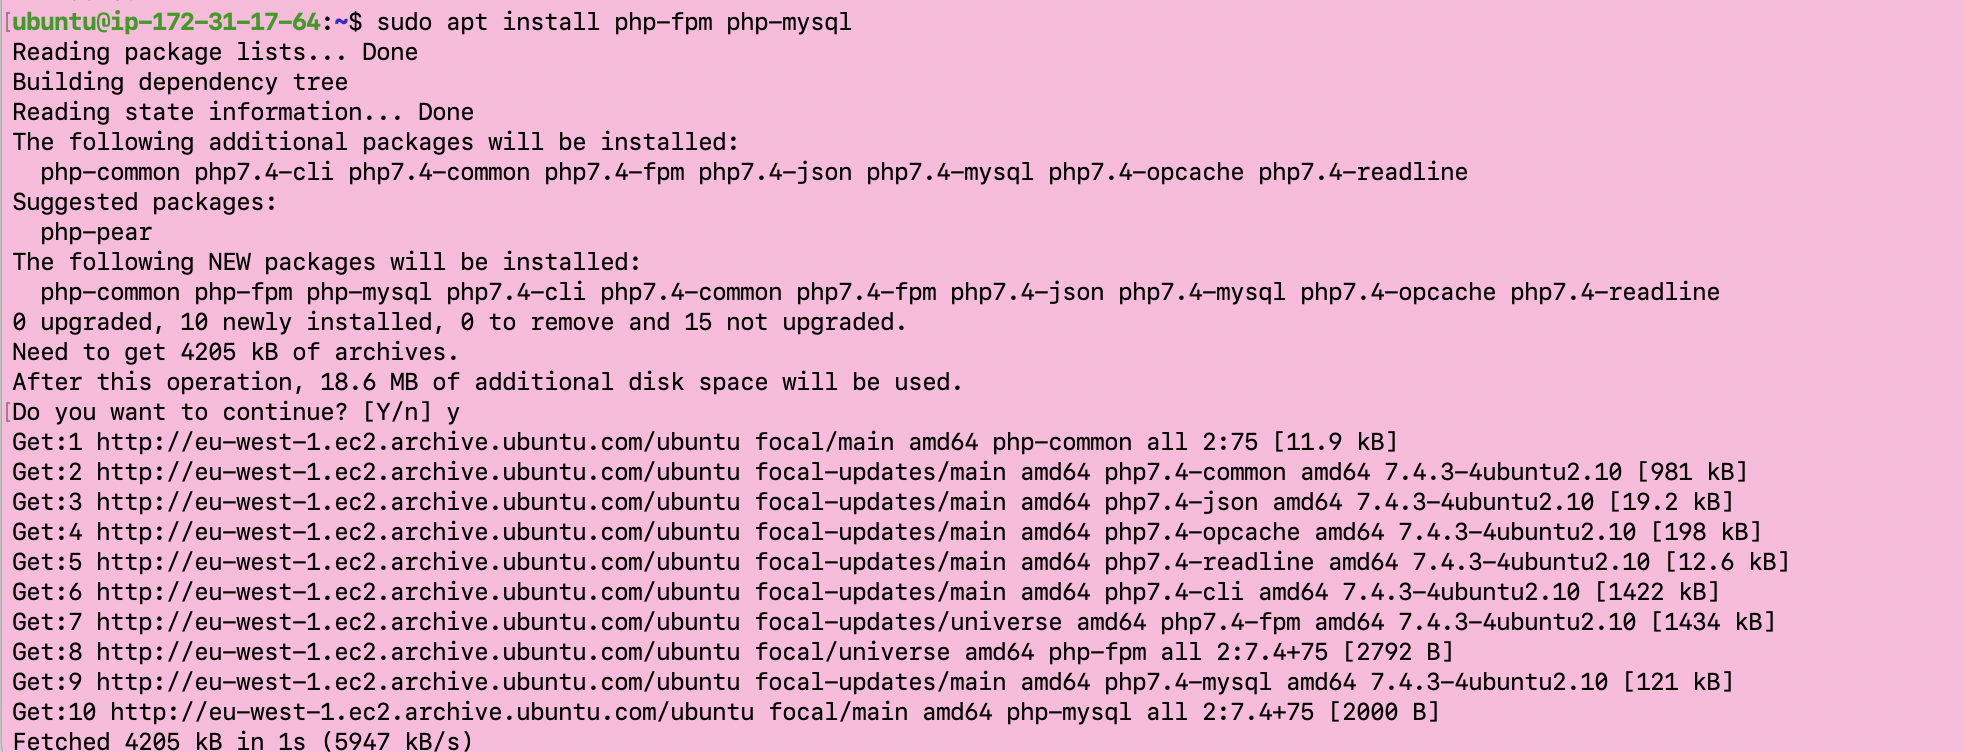 [ubuntu@ip-172-31-17-64:~$ sudo apt install php-fpm php-mysql
Reading package lists... Done
Building dependency tree
Reading state information... Done
The following additional packages will be installed:
  php-common php7.4-cli php7.4-common php7.4-fpm php7.4-json php7.4-mysql php7.4-opcache php7.4-readline
Suggested packages:
  php-pear
The following NEW packages will be installed:
  php-common php-fpm php-mysql php7.4-cli php7.4-common php7.4-fpm php7.4-json php7.4-mysql php7.4-opcache php7.4-readline
0 upgraded, 10 newly installed, 0 to remove and 15 not upgraded.
Need to get 4205 kB of archives.
After this operation, 18.6 MB of additional disk space will be used.
[Do you want to continue? [Y/n] y
Get:1 http://eu-west-1.ec2.archive.ubuntu.com/ubuntu focal/main amd64 php-common all 2:75 [11.9 kB]
Get:2 http://eu-west-1.ec2.archive.ubuntu.com/ubuntu focal-updates/main amd64 php7.4-common amd64 7.4.3-4ubuntu2.10 [981 kB]
Get:3 http://eu-west-1.ec2.archive.ubuntu.com/ubuntu focal-updates/main amd64 php7.4-json amd64 7.4.3-4ubuntu2.10 [19.2 kB]
Get:4 http://eu-west-1.ec2.archive.ubuntu.com/ubuntu focal-updates/main amd64 php7.4-opcache amd64 7.4.3-4ubuntu2.10 [198 kB]
Get:5 http://eu-west-1.ec2.archive.ubuntu.com/ubuntu focal-updates/main amd64 php7.4-readline amd64 7.4.3-4ubuntu2.10 [12.6 kB]
Get:6 http://eu-west-1.ec2.archive.ubuntu.com/ubuntu focal-updates/main amd64 php7.4-cli amd64 7.4.3-4ubuntu2.10 [1422 kB]
Get:7 http://eu-west-1.ec2.archive.ubuntu.com/ubuntu focal-updates/universe amd64 php7.4-fpm amd64 7.4.3-4ubuntu2.10 [1434 kB]
Get:8 http://eu-west-1.ec2.archive.ubuntu.com/ubuntu focal/universe amd64 php-fpm all 2:7.4+75 [2792 B]
Get:9 http://eu-west-1.ec2.archive.ubuntu.com/ubuntu focal-updates/main amd64 php7.4-mysql amd64 7.4.3-4ubuntu2.10 [121 kB]
Get:10 http://eu-west-1.ec2.archive.ubuntu.com/ubuntu focal/main amd64 php-mysql all 2:7.4+75 [2000 B]
Fetched 4205 kB in 1s (5947 kB/s)